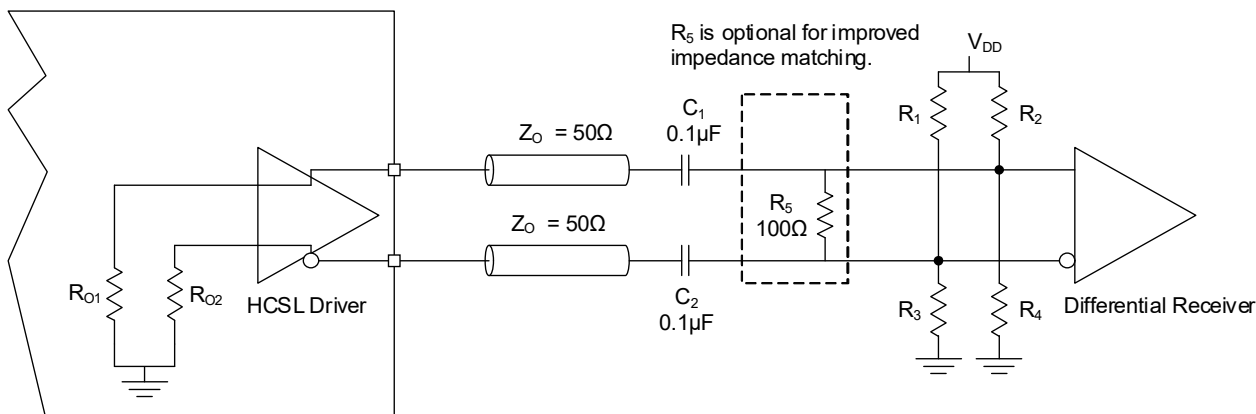 R5 is optional for improved
impedance matching.
VDD
R1
R2
C1
0.1µF
ZO = 50Ω
R5
100Ω
ZO = 50Ω
C2
0.1µF
RO1
RO2
HCSL Driver
R3
R4
Differential Receiver